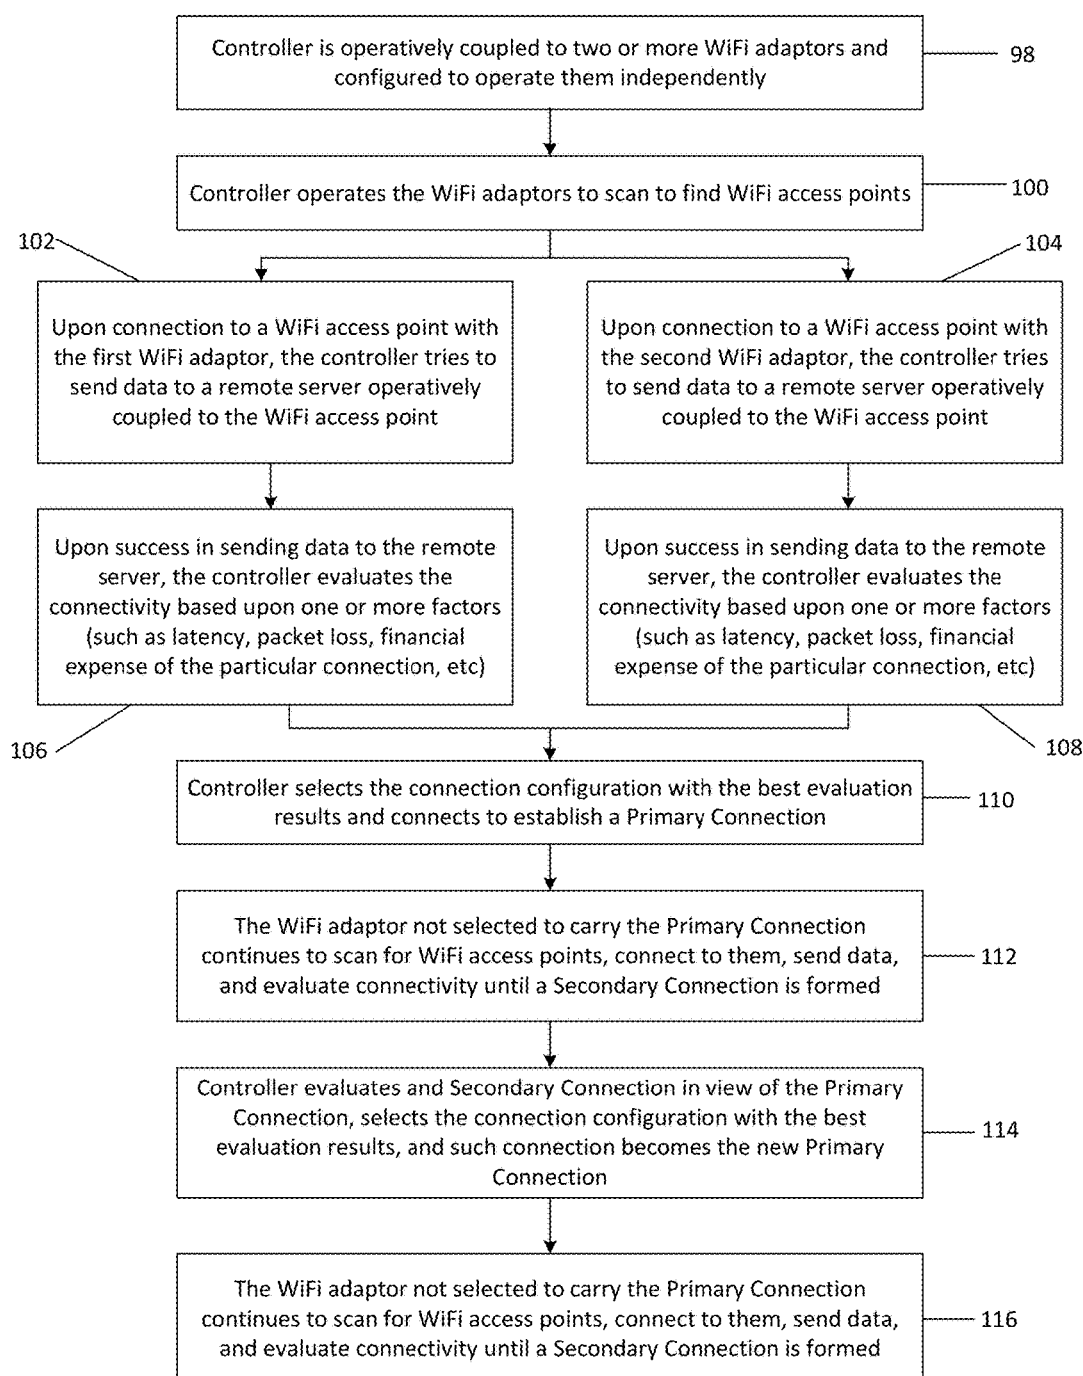 Controller is operatively coupled to two or more WiFi adaptors and
configured to operate them independently
98
Controller operates the WiFi adaptors to scan to find WiFi access points
100
102
104
Upon connection to a WiFi access point with
the first WiFi adaptor, the controller tries to
send data to a remote server operatively
coupled to the WiFi access point
Upon connection to a WiFi access point with
the second WiFi adaptor, the controller tries
to send data to a remote server operatively
coupled to the WiFi access point
Upon success in sending data to the remote
server, the controller evaluates the
connectivity based upon one or more factors
(such as latency, packet loss, financial
expense of the particular connection, etc)
Upon success in sending data to the remote
server, the controller evaluates the
connectivity based upon one or more factors
(such as latency, packet loss, financial
expense of the particular connection, etc)
106
108
Controller selects the connection configuration with the best evaluation
results and connects to establish a Primary Connection
110
The WiFi adaptor not selected to carry the Primary Connection
continues to scan for WiFi access points, connect to them, send data,
and evaluate connectivity until a Secondary Connection is formed
112
Controller evaluates and Secondary Connection in view of the Primary
Connection, selects the connection configuration with the best
evaluation results, and such connection becomes the new Primary
Connection
114
The WiFi adaptor not selected to carry the Primary Connection
continues to scan for WiFi access points, connect to them, send data,
and evaluate connectivity until a Secondary Connection is formed
116